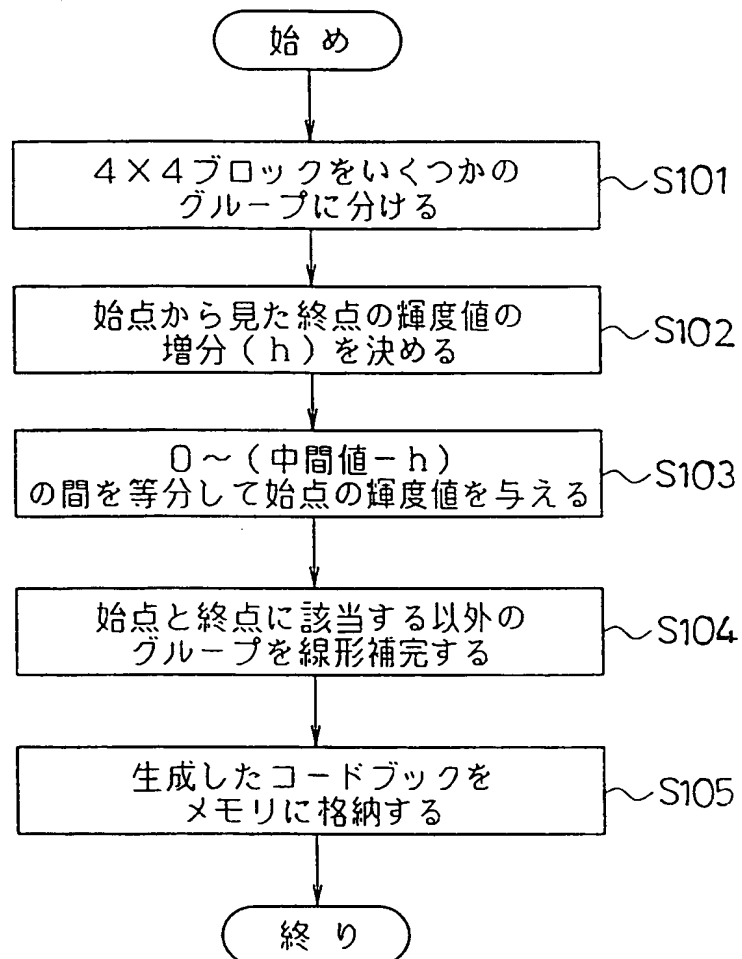 始 め
4×4ブロックをいくつかの
グループに分ける
S101
始点から見た終点の輝度値の
増分(h)を決める
S102
0～(中間値-h)
の間を等分して始点の輝度値を与える
S103
始点と終点に該当する以外の
グループを線形補完する
S104
生成したコードブックを
メモリに格納する
S105
終 り